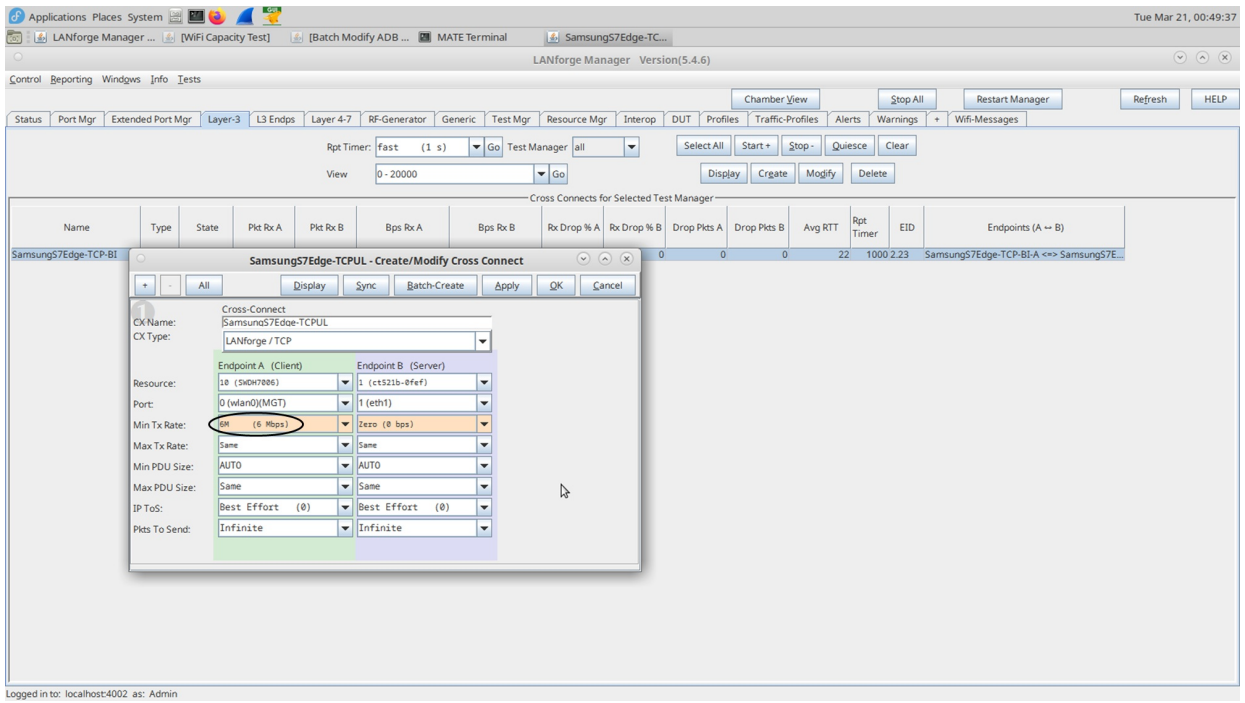 Applications Places System GUI Tue Mar 21, 00:49:37
LANforge Manager ... [WiFi Capacity Test] [Batch Modify ADB ... MATE Terminal SamsungS7Edge-TC...
LANforge Manager Version(5.4.6)
Control Reporting Windows Info Tests
Chamber View Stop All Restart Manager Refresh HELP
Status Port Mgr Extended Port Mgr Layer-3 L3 Endps Layer 4-7 RF-Generator Generic Test Mgr Resource Mgr Interop DUT Profiles Traffic-Profiles Alerts Warnings + Wifi-Messages
Rpt Timer: fast (1 s) Go Test Manager all Select All Start + Stop - Quiesce Clear
View 0 - 20000 Go Display Create Modify Delete
Cross Connects for Selected Test Manager
Name Type State Pkt Rx A Pkt Rx B Bps Rx A Bps Rx B Rx Drop % A Rx Drop % B Drop Pkts A Drop Pkts B Avg RTT Rpt Timer EID Endpoints (A ↔ B)
SamsungS7Edge-TCP-BI 0 0 0 22 1000 2.23 SamsungS7Edge-TCP-BI-A <=> SamsungS7E...
SamsungS7Edge-TCPUL - Create/Modify Cross Connect
+ - All Display Sync Batch-Create Apply OK Cancel
1
Cross-Connect
CX Name: SamsungS7Edge-TCPUL
CX Type: LANforge / TCP
Endpoint A (Client) Endpoint B (Server)
Resource: 10 (SWDH7006) 1 (ct521b-0fef)
Port: 0 (wlan0)(MGT) 1 (eth1)
Min Tx Rate: 6M (6 Mbps) Zero (0 bps)
Max Tx Rate: Same Same
Min PDU Size: AUTO AUTO
Max PDU Size: Same Same
IP ToS: Best Effort (0) Best Effort (0)
Pkts To Send: Infinite Infinite
Logged in to: localhost:4002 as: Admin